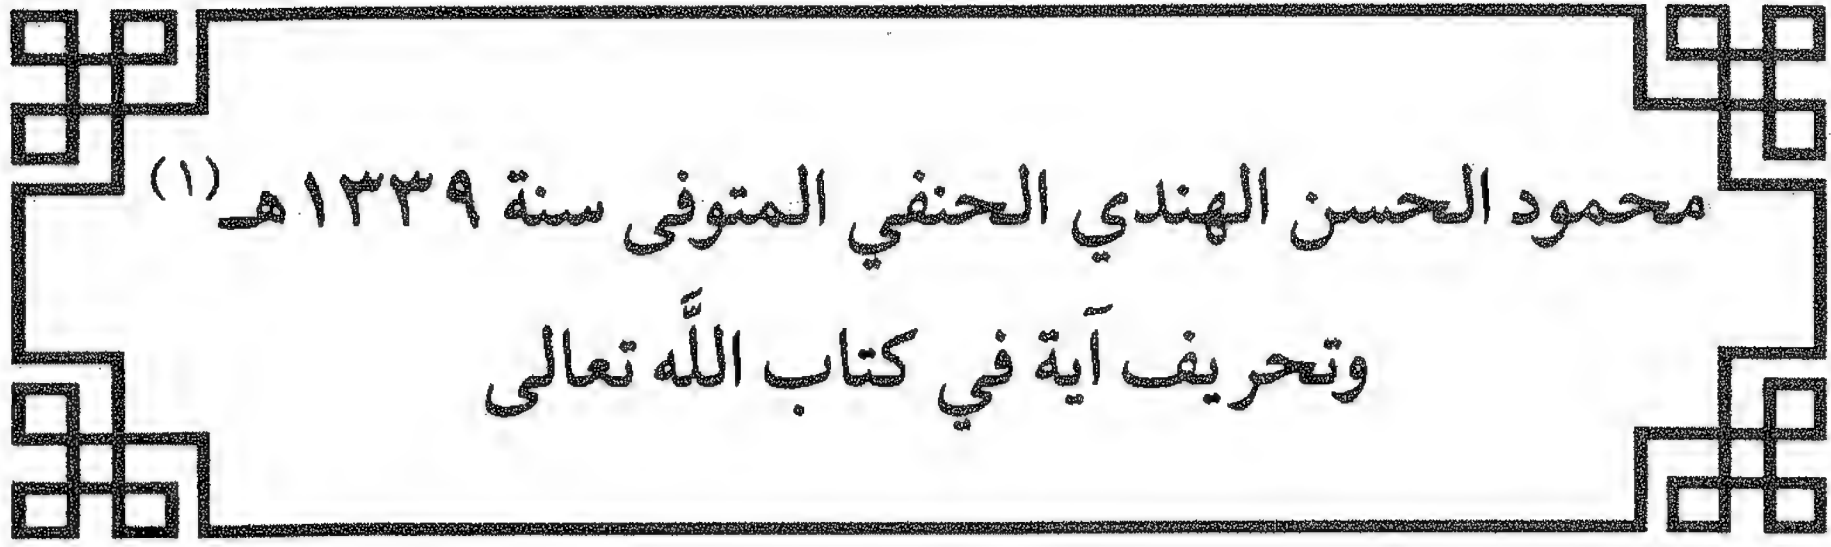 محمود الحسن الهندي الحنفي المتوفى سنة ١٣٣٩هـ(١)
وتحريف آية في كتاب اللَّه تعالى